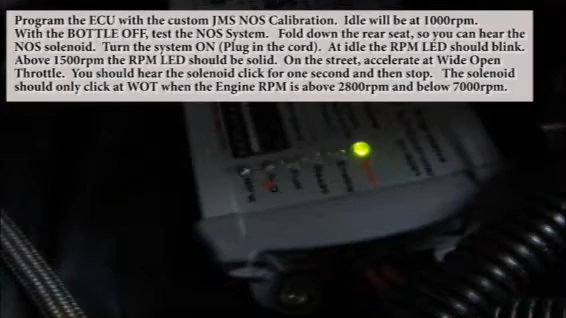 Program the ECU with the custom JMS NOS Calibration. Idle will be at 1000rpm.
With the BOTTLE OFF, test the NOS System. Fold down the rear seat, so you can hear the
NOS solenoid. Turn the system ON (Plug in the cord). At idle the RPM LED should blink.
Above 1500rpm the RPM LED should be solid. On the street, accelerate at Wide Open
Throttle. You should hear the solenoid click for one second and then stop. The solenoid
should only click at WOT when the Engine RPM is above 2800rpm and below 7000rpm.